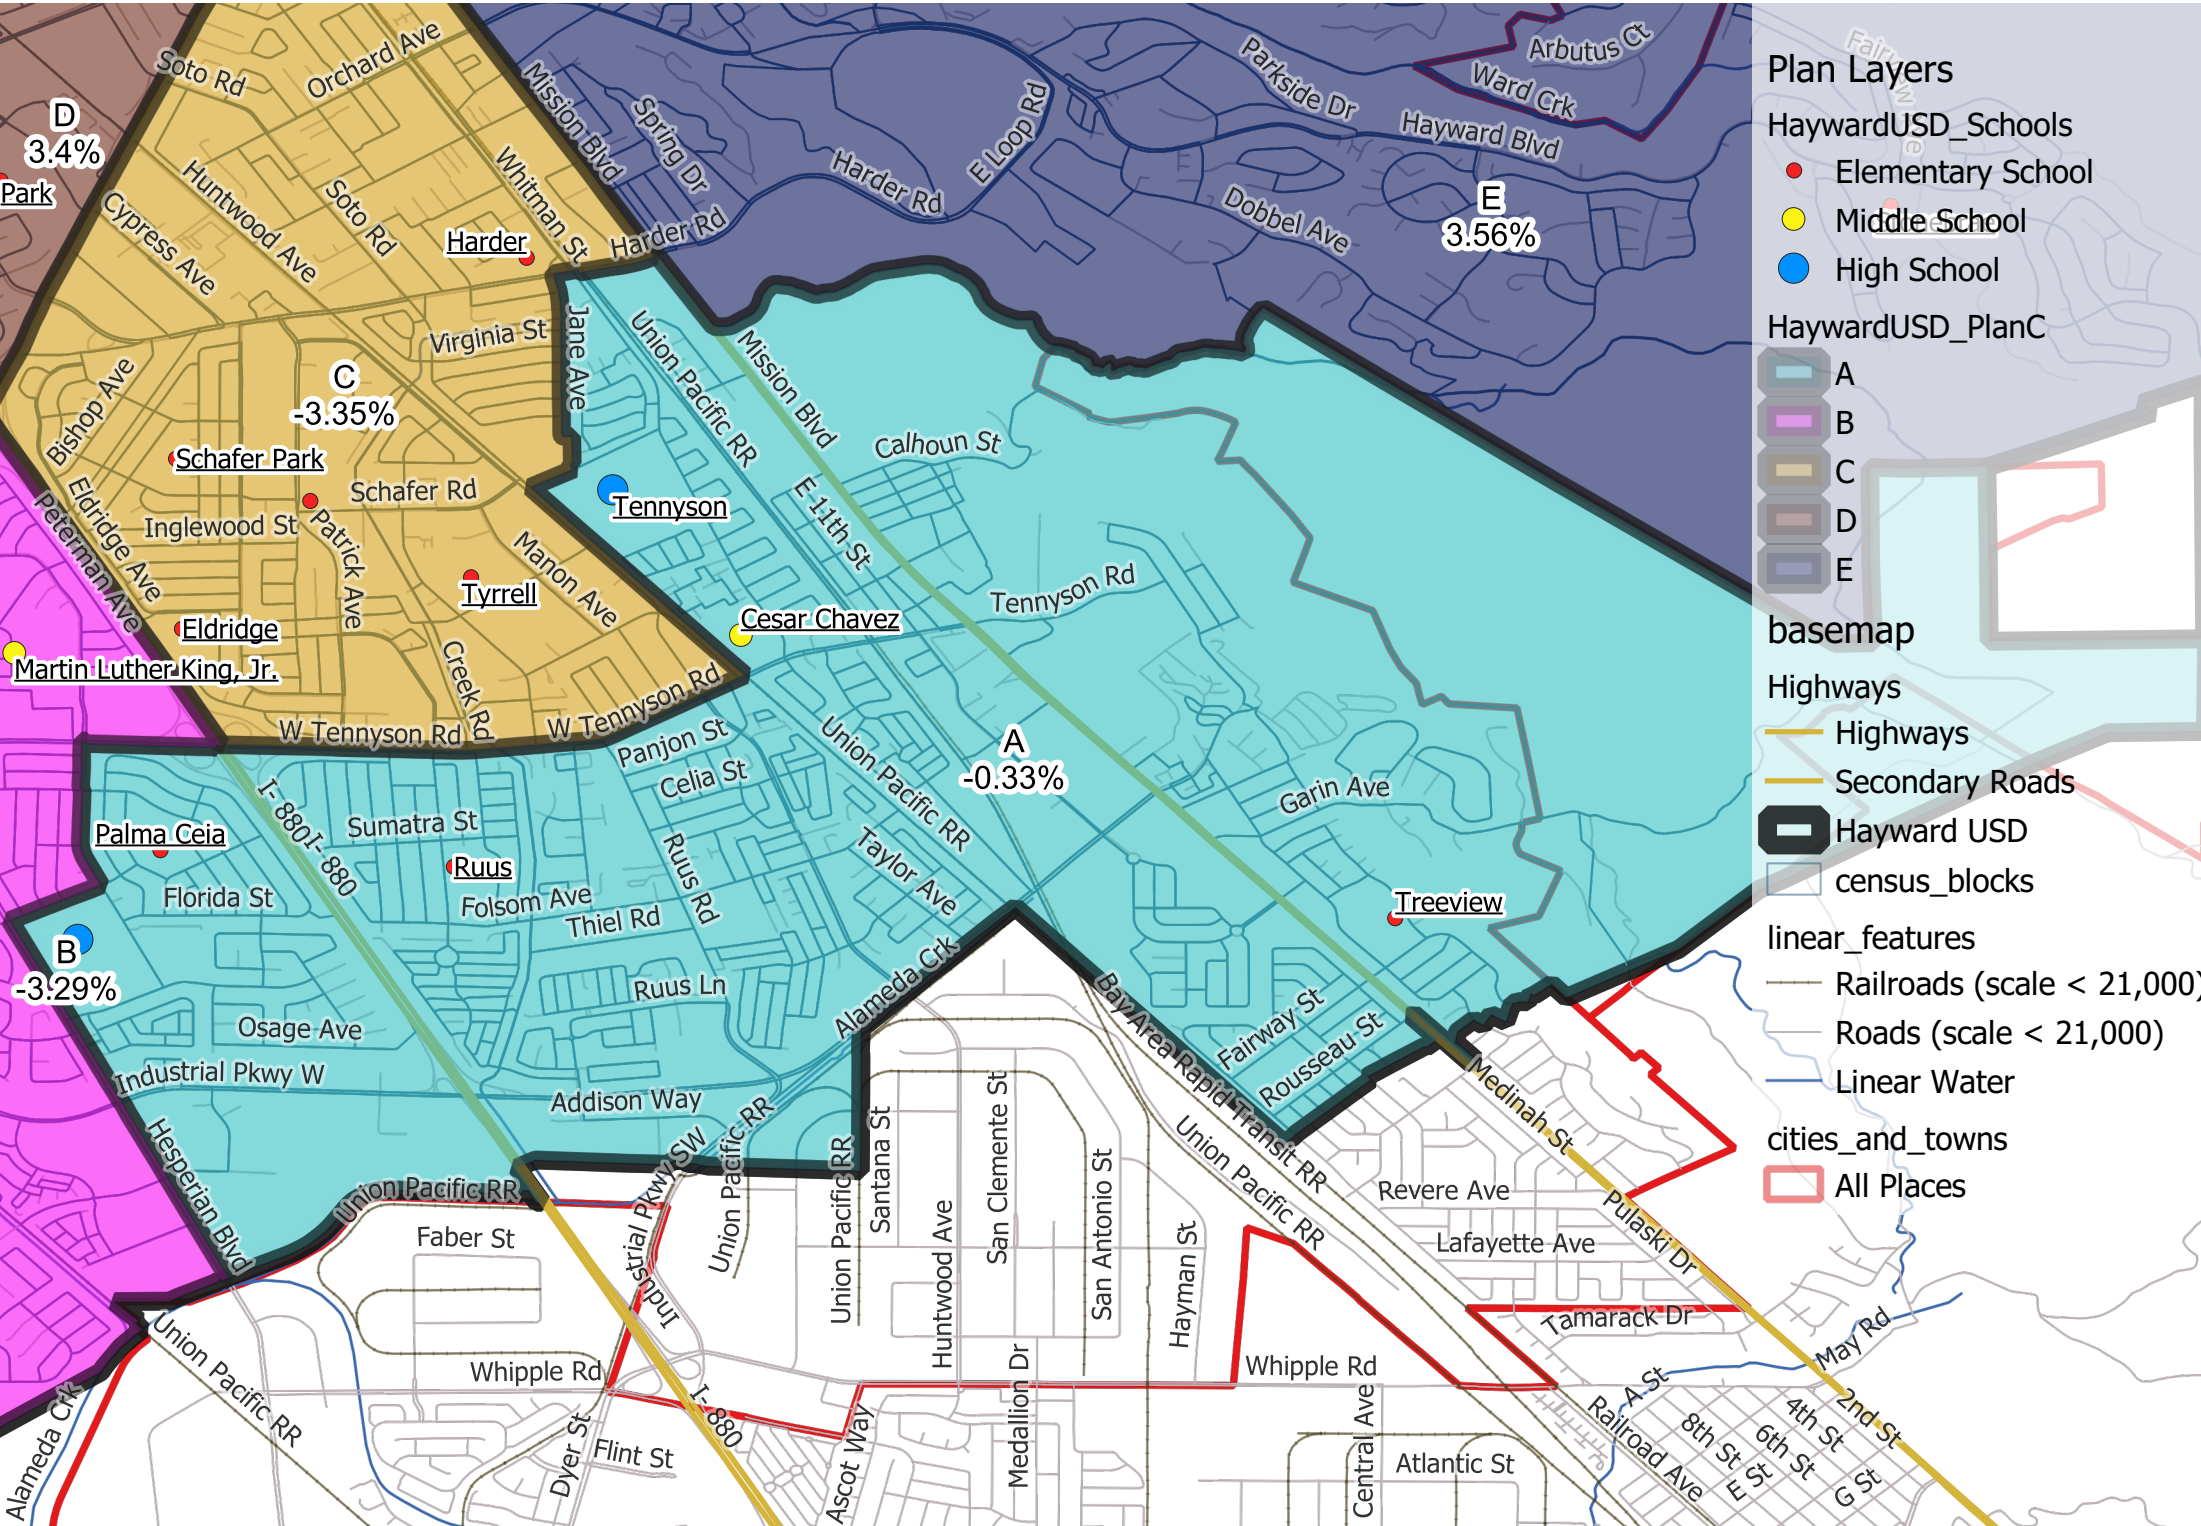 Soto Rd
Orchard Ave
D
3.4%
Park
Mission Blvd
Spring Dr
Parkside Dr
Arbutus Ct
Ward Crk
Hayward Blvd
E Loop Rd
Harder Rd
Dobbel Ave
E
3.56%
Huntwood Ave
Cypress Ave
Soto Rd
Whitman St
Harder
Harder Rd
Virginia St
Jane Ave
Union Pacific RR
Mission Blvd
C
-3.35%
Bishop Ave
Schafer Park
Schafer Rd
Eldridge Ave
Peterman Ave
Inglewood St
Patrick Ave
Manon Ave
Tyrrell
Eldridge
Martin Luther King, Jr.
Creek Rd
W Tennyson Rd
W Tennyson Rd
Tennyson
Calhoun St
E 11th St
Cesar Chavez
Tennyson Rd
Panjon St
Celia St
Union Pacific RR
A
-0.33%
Garin Ave
I- 880
I- 880
Sumatra St
Palma Ceia
Ruus
Ruus Rd
Taylor Ave
Florida St
Folsom Ave
Thiel Rd
Treeview
B
-3.29%
Ruus Ln
Alameda Crk
Bay Area Rapid Transit RR
Fairway St
Rousseau St
Osage Ave
Industrial Pkwy W
Addison Way
Hesperian Blvd
Union Pacific RR
Industrial Pkwy SW
Union Pacific RR
Union Pacific RR
Santana St
San Clemente St
San Antonio St
Huntwood Ave
Hayman St
Union Pacific RR
Medinah St
Revere Ave
Pulaski Dr
Lafayette Ave
Tamarack Dr
May Rd
Faber St
Union Pacific RR
Whipple Rd
Whipple Rd
I- 880
Alameda Crk
Dyer St
Flint St
Ascot Way
Medallion Dr
Central Ave
Atlantic St
A St
Railroad Ave
8th St
E St
6th St
4th St
G St
2nd St
Plan Layers
HaywardUSD_Schools
Elementary School
Middle School
High School
HaywardUSD_PlanC
A
B
C
D
E
basemap
Highways
Highways
Secondary Roads
Hayward USD
census_blocks
linear_features
Railroads (scale < 21,000)
Roads (scale < 21,000)
Linear Water
cities_and_towns
All Places